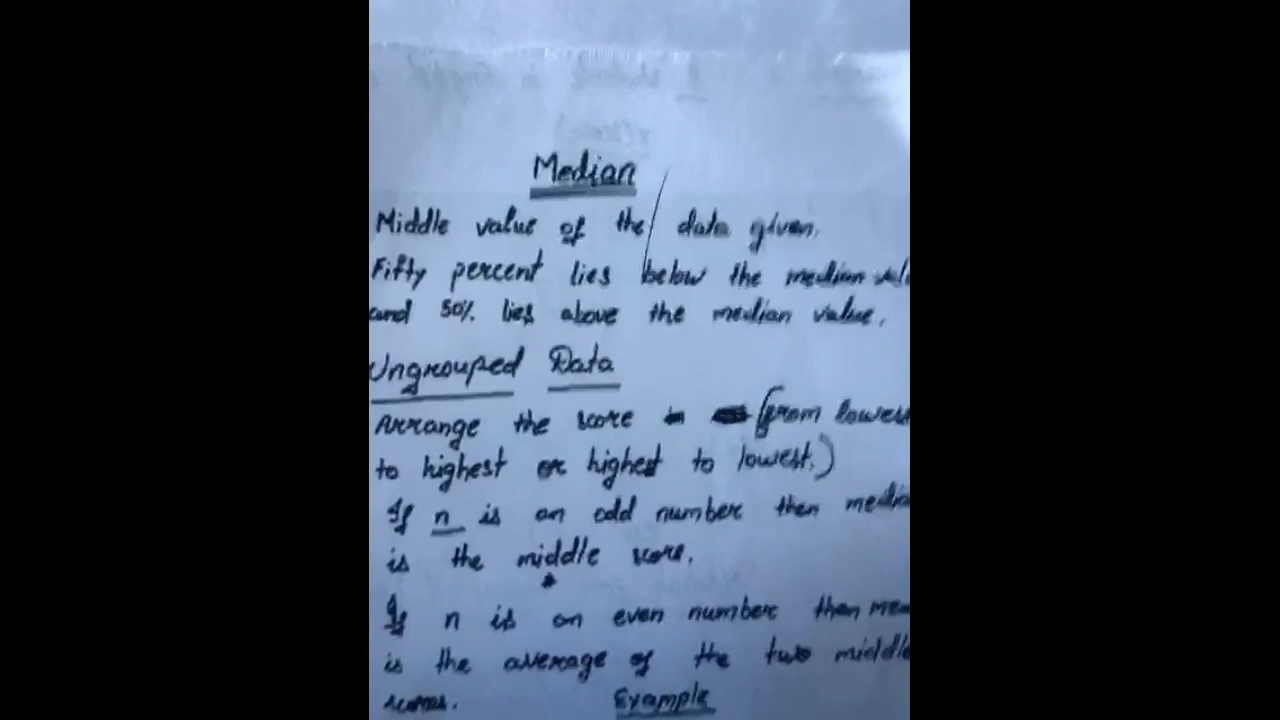 Median
Middle value of the data given.
Fifty percent lies below the median
and 50% lies above the median value.
Ungrouped Data
Arrange the score (from lowest
to highest or highest to lowest.)
If n is an odd number then
is the middle score.
If n is an even number then
is the average of the two middle
scores. Example